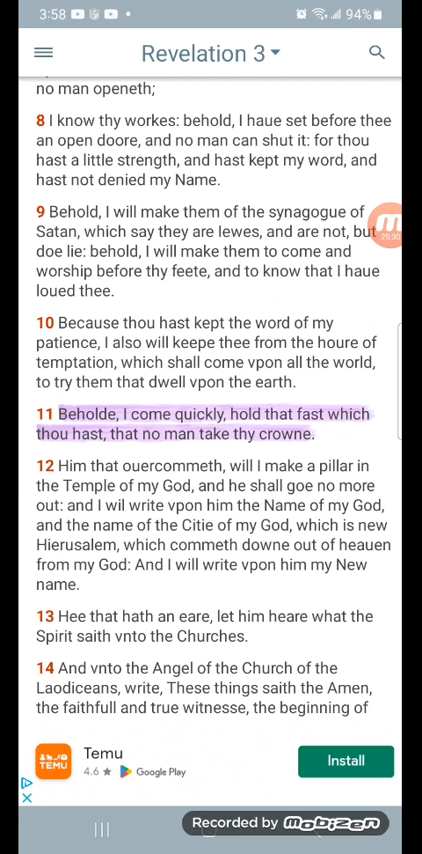 3:58
94%
Revelation 3
no man openeth;
8 I know thy workes: behold, I haue set before thee
an open doore, and no man can shut it: for thou
hast a little strength, and hast kept my word, and
hast not denied my Name.
9 Behold, I will make them of the synagogue of
Satan, which say they are Iewes, and are not, but
doe lie: behold, I will make them to come and
worship before thy feete, and to know that I haue
loued thee.
25:30
10 Because thou hast kept the word of my
patience, I also will keepe thee from the houre of
temptation, which shall come vpon all the world,
to try them that dwell vpon the earth.
11 Beholde, I come quickly, hold that fast which
thou hast, that no man take thy crowne.
12 Him that ouercommeth, will I make a pillar in
the Temple of my God, and he shall goe no more
out: and I wil write vpon him the Name of my God,
and the name of the Citie of my God, which is new
Hierusalem, which commeth downe out of heauen
from my God: And I will write vpon him my New
name.
13 Hee that hath an eare, let him heare what the
Spirit saith vnto the Churches.
14 And vnto the Angel of the Church of the
Laodiceans, write, These things saith the Amen,
the faithfull and true witnesse, the beginning of
TEMU
Temu
4.6 ★ Google Play
Install
Recorded by mobizen